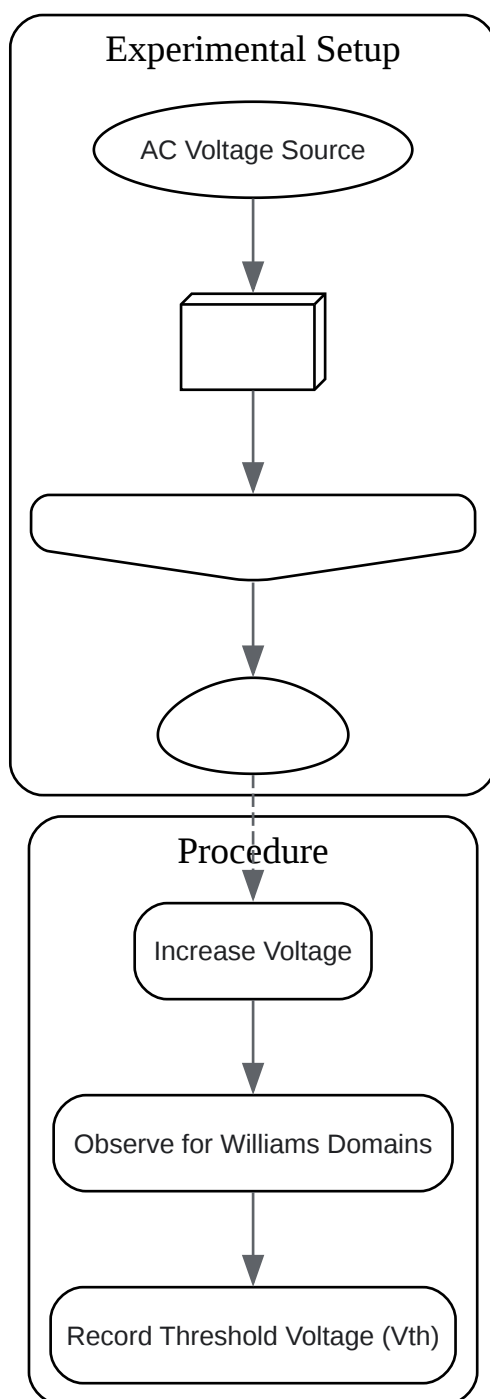 Experimental Setup
AC Voltage Source
Procedure
Increase Voltage
Observe for Williams Domains
Record Threshold Voltage (Vth)